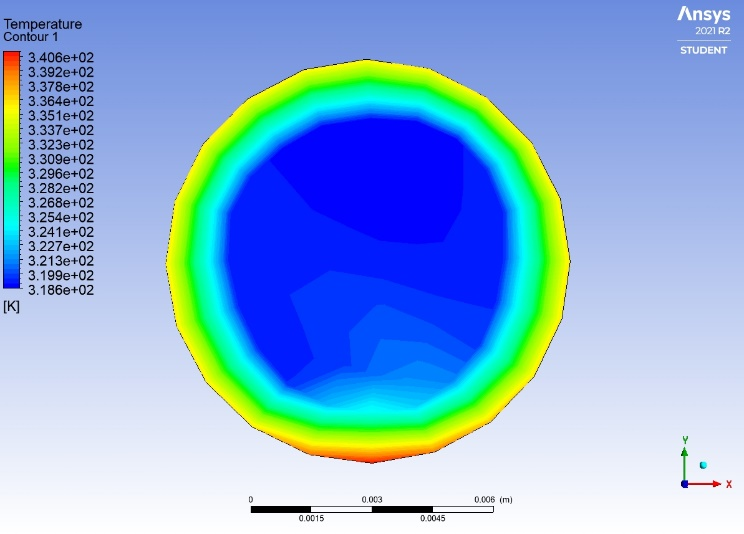 Temperature
Contour 1
3.406e+02
3.392e+02
3.378e+02
3.364e+02
3.351e+02
3.337e+02
3.323e+02
3.309e+02
3.296e+02
3.282e+02
3.268e+02
3.254e+02
3.241e+02
3.227e+02
3.213e+02
3.199e+02
3.186e+02
[K]
Ansys
2021 R2
STUDENT
Y
X
0 0.003 0.006 (m)
0.0015 0.0045